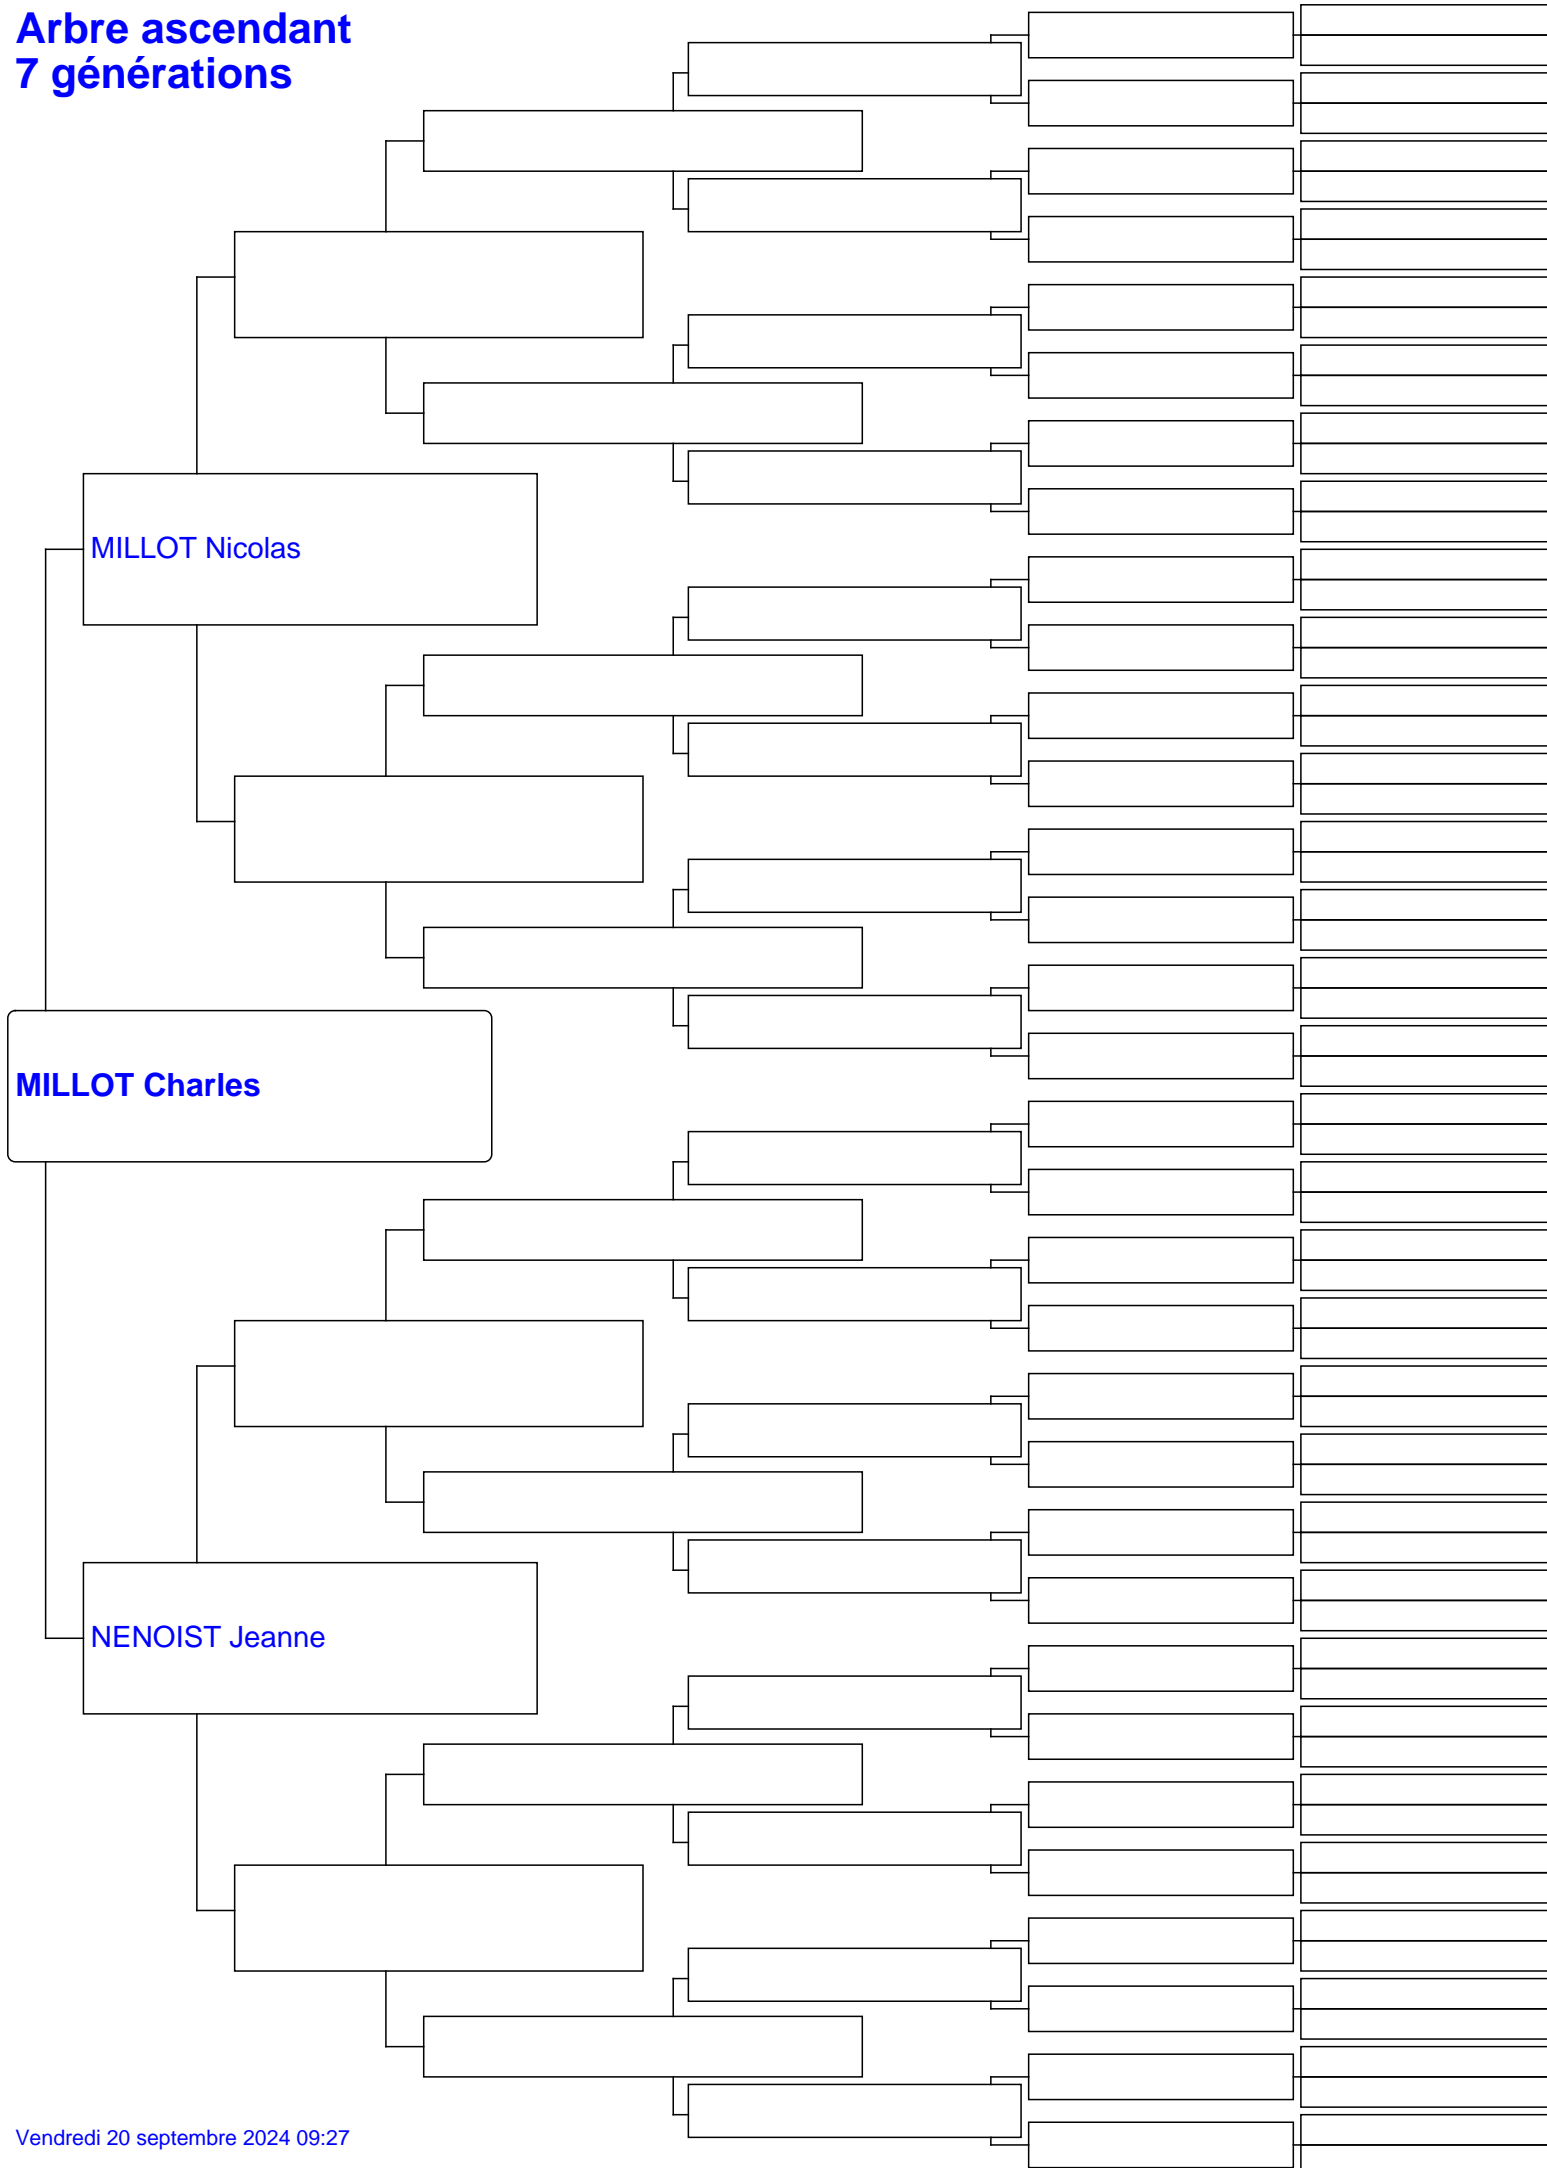 Arbre ascendant
7 générations
MILLOT Nicolas
MILLOT Charles
NENOIST Jeanne
Vendredi 20 septembre 2024 09:27